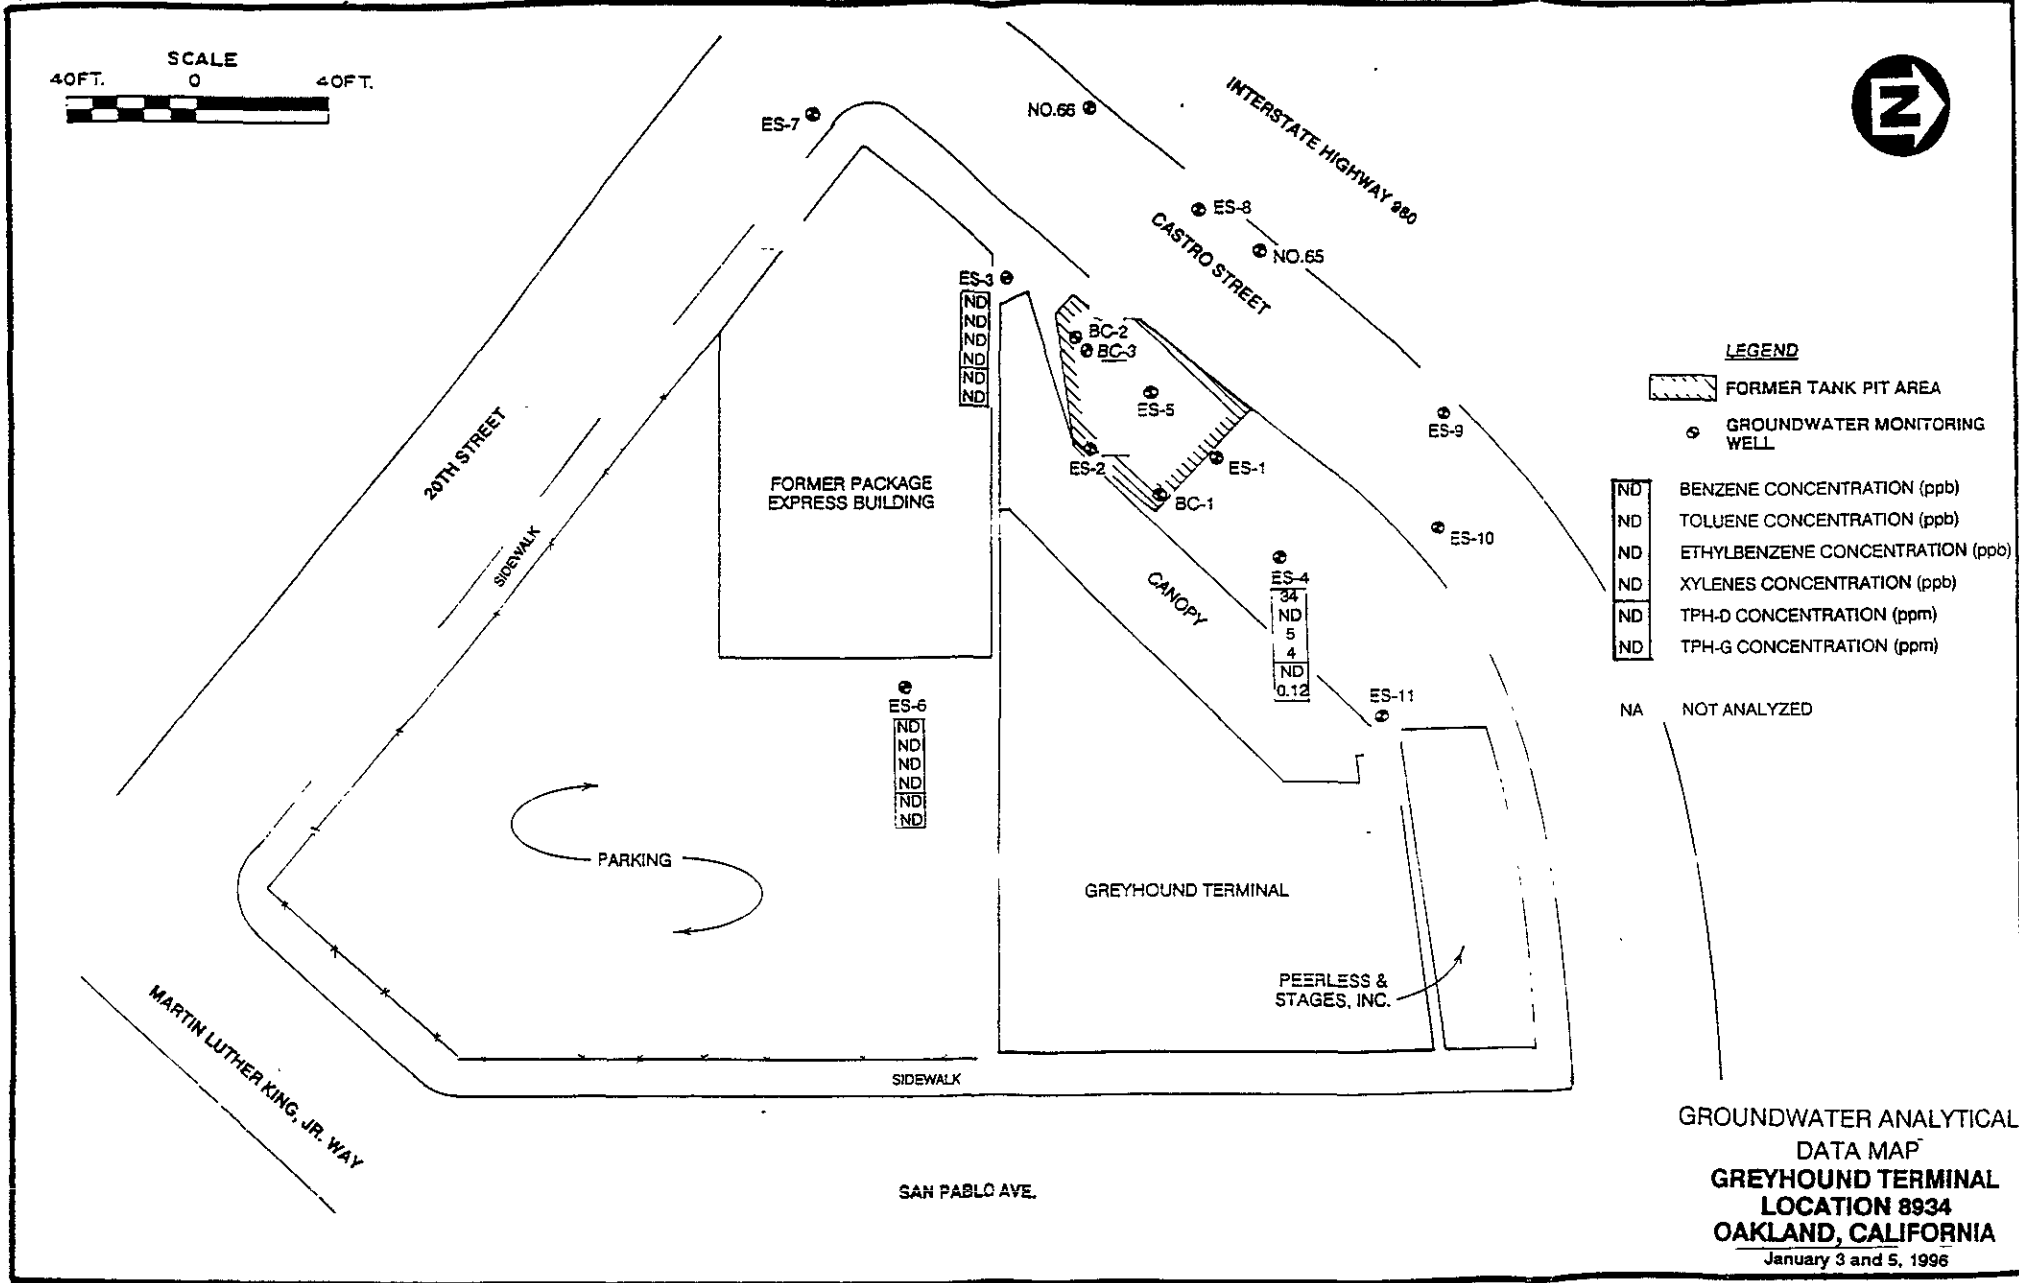 SCALE
40FT. 0 40FT.
ES-7
NO.66
INTERSTATE HIGHWAY 980
N
ES-8
CASTRO STREET
NO.65
ES-3
ND
ND
ND
ND
ND
ND
BC-2
BC-3
ES-5
ES-2
ES-1
BC-1
ES-9
ES-10
20TH STREET
SIDEWALK
FORMER PACKAGE
EXPRESS BUILDING
CANOPY
ES-4
34
ND
5
4
ND
0.12
ES-11
ES-6
ND
ND
ND
ND
ND
ND
PARKING
GREYHOUND TERMINAL
PEERLESS &
STAGES, INC.
MARTIN LUTHER KING, JR. WAY
SIDEWALK
SAN PABLO AVE.
LEGEND
FORMER TANK PIT AREA
GROUNDWATER MONITORING
WELL
ND BENZENE CONCENTRATION (ppb)
ND TOLUENE CONCENTRATION (ppb)
ND ETHYLBENZENE CONCENTRATION (ppb)
ND XYLENES CONCENTRATION (ppb)
ND TPH-D CONCENTRATION (ppm)
ND TPH-G CONCENTRATION (ppm)
NA NOT ANALYZED
GROUNDWATER ANALYTICAL
DATA MAP
GREYHOUND TERMINAL
LOCATION 8934
OAKLAND, CALIFORNIA
January 3 and 5, 1996